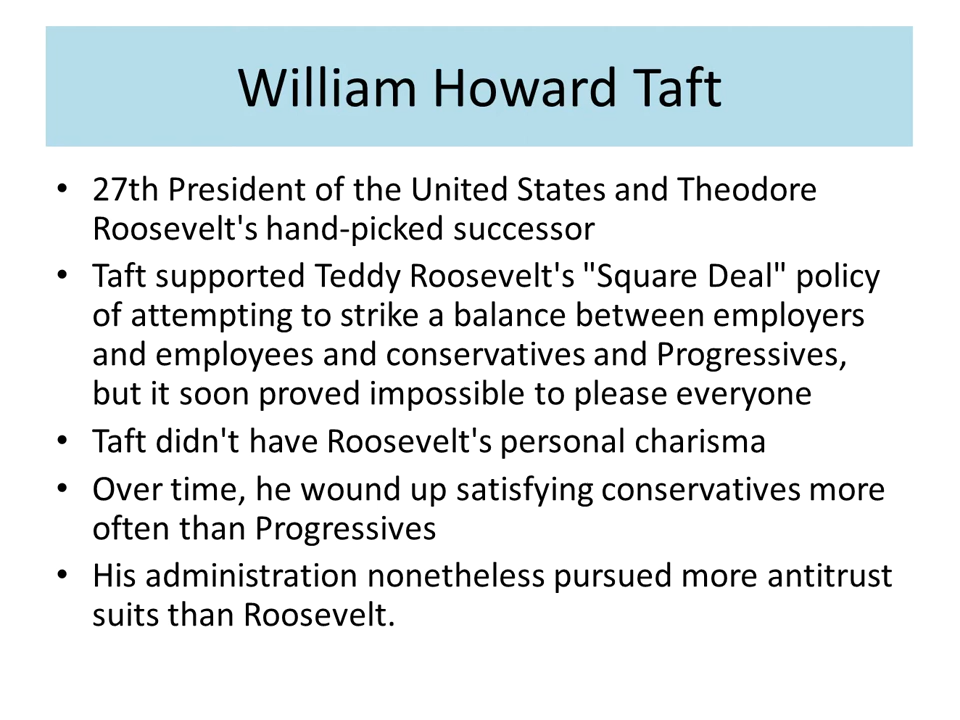 William Howard Taft
• 27th President of the United States and Theodore
Roosevelt's hand-picked successor
• Taft supported Teddy Roosevelt's "Square Deal" policy
of attempting to strike a balance between employers
and employees and conservatives and Progressives,
but it soon proved impossible to please everyone
• Taft didn't have Roosevelt's personal charisma
• Over time, he wound up satisfying conservatives more
often than Progressives
• His administration nonetheless pursued more antitrust
suits than Roosevelt.